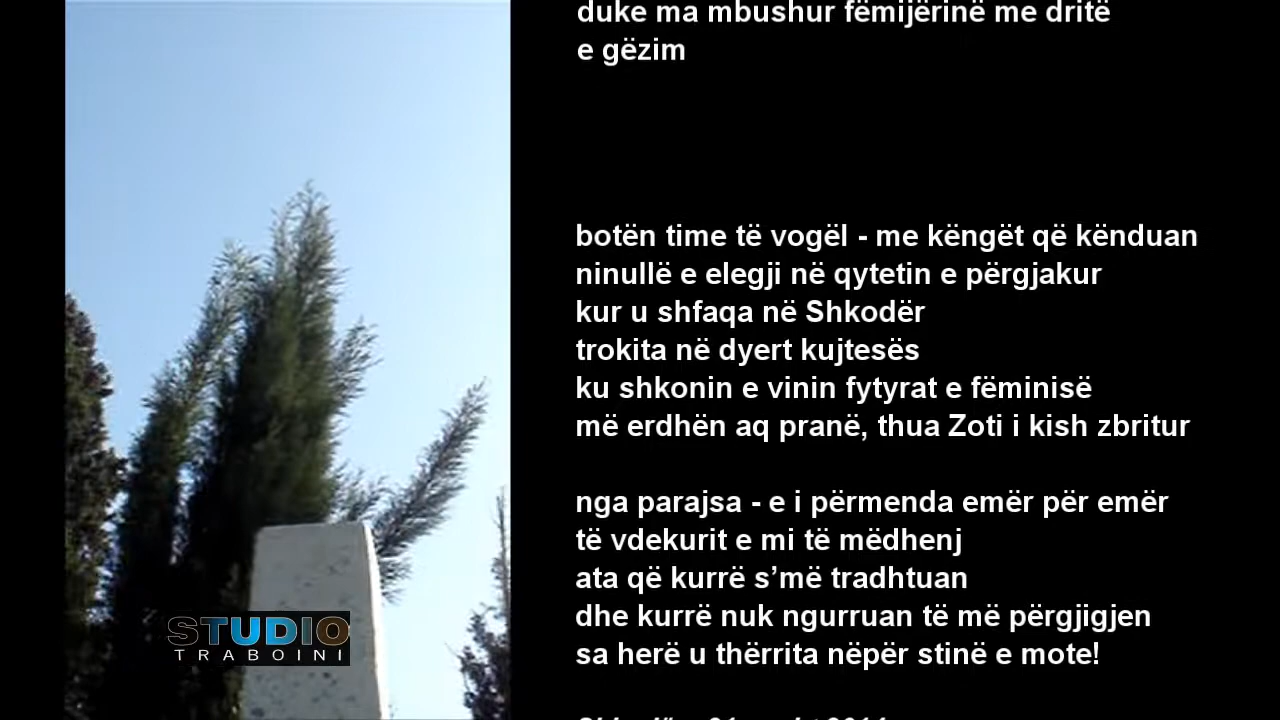 duke ma mbushur fëmijërinë me dritë
e gëzim
botën time të vogël - me këngët që kënduan
ninullë e elegji në qytetin e përgjakur
kur u shfaqa në Shkodër
trokita në dyert kujtesës
ku shkonin e vinin fytyrat e fëminisë
më erdhën aq pranë, thua Zoti i kish zbritur
nga parajsa - e i përmenda emër për emër
të vdekurit e mi të mëdhenj
ata që kurrë s’më tradhtuan
dhe kurrë nuk ngurruan të më përgjigjen
sa herë u thërrita nëpër stinë e mote!
STUDIO
TRABOINI